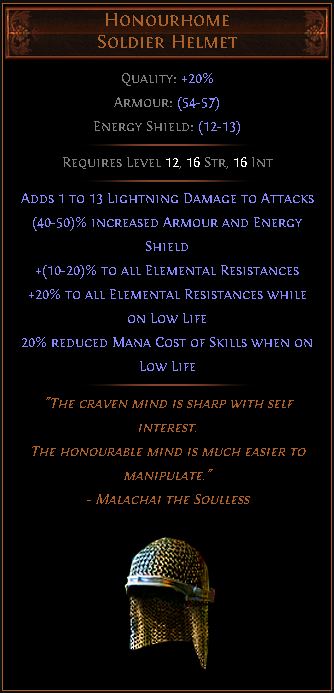 Honourhome
Soldier Helmet
Quality: +20%
Armour: (54-57)
Energy Shield: (12-13)
Requires Level 12, 16 Str, 16 Int
Adds 1 to 13 Lightning Damage to Attacks
(40-50)% increased Armour and Energy
Shield
+(10-20)% to all Elemental Resistances
+20% to all Elemental Resistances while
on Low Life
20% reduced Mana Cost of Skills when on
Low Life
"The craven mind is sharp with self
interest.
The honourable mind is much easier to
manipulate."
- Malachai the Soulless